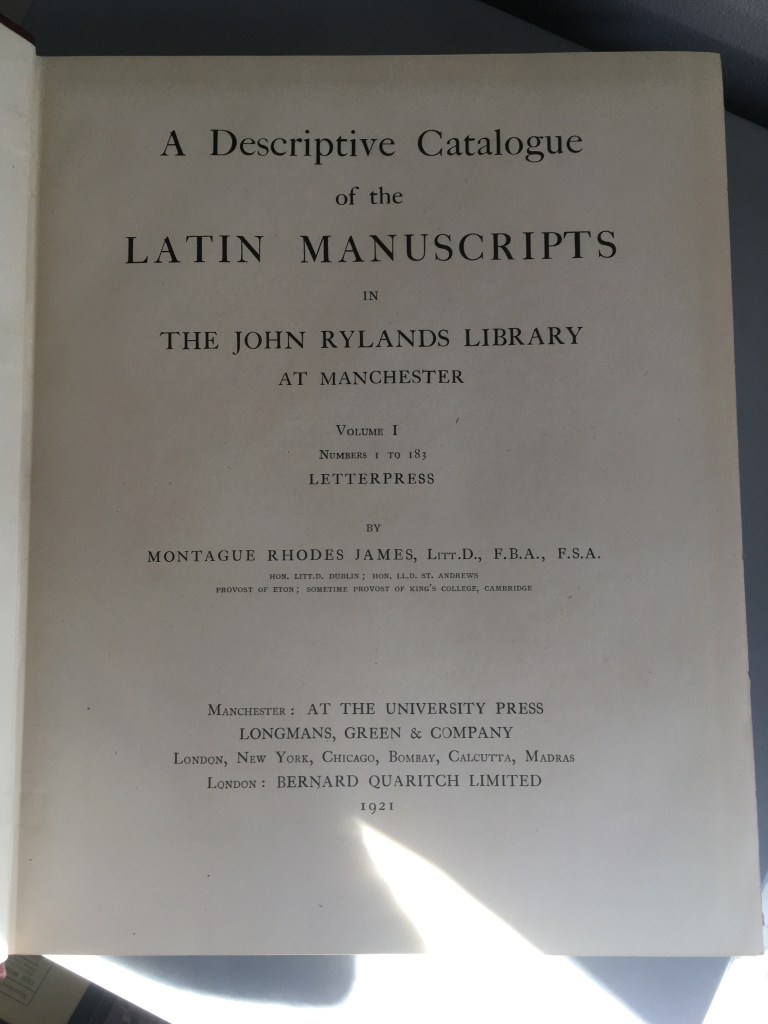 A Descriptive Catalogue
of the
LATIN MANUSCRIPTS
IN
THE JOHN RYLANDS LIBRARY
AT MANCHESTER
VOLUME I
NUMBERS 1 TO 183
LETTERPRESS
BY
MONTAGUE RHODES JAMES, LITT.D., F.B.A., F.S.A.
HON. LITT.D. DUBLIN; HON. LL.D. ST. ANDREWS
PROVOST OF ETON; SOMETIME PROVOST OF KING'S COLLEGE, CAMBRIDGE
MANCHESTER: AT THE UNIVERSITY PRESS
LONGMANS, GREEN & COMPANY
LONDON, NEW YORK, CHICAGO, BOMBAY, CALCUTTA, MADRAS
LONDON: BERNARD QUARITCH LIMITED
1921